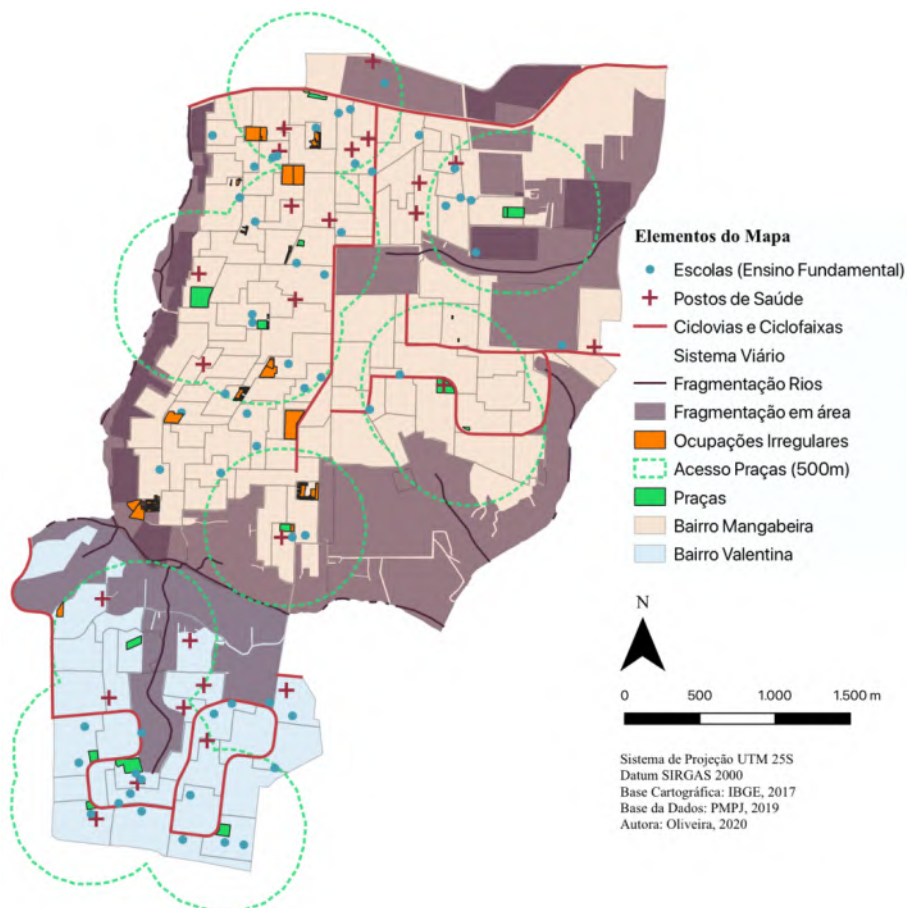 Elementos do Mapa
Escolas (Ensino Fundamental)
Postos de Saúde
Ciclovias e Ciclofaixas
Sistema Viário
Fragmentação Rios
Fragmentação em área
Ocupações Irregulares
Acesso Praças (500m)
Praças
Bairro Mangabeira
Bairro Valentina
N
0 500 1.000 1.500 m
Sistema de Projeção UTM 25S
Datum SIRGAS 2000
Base Cartográfica: IBGE, 2017
Base da Dados: PMPJ, 2019
Autora: Oliveira, 2020